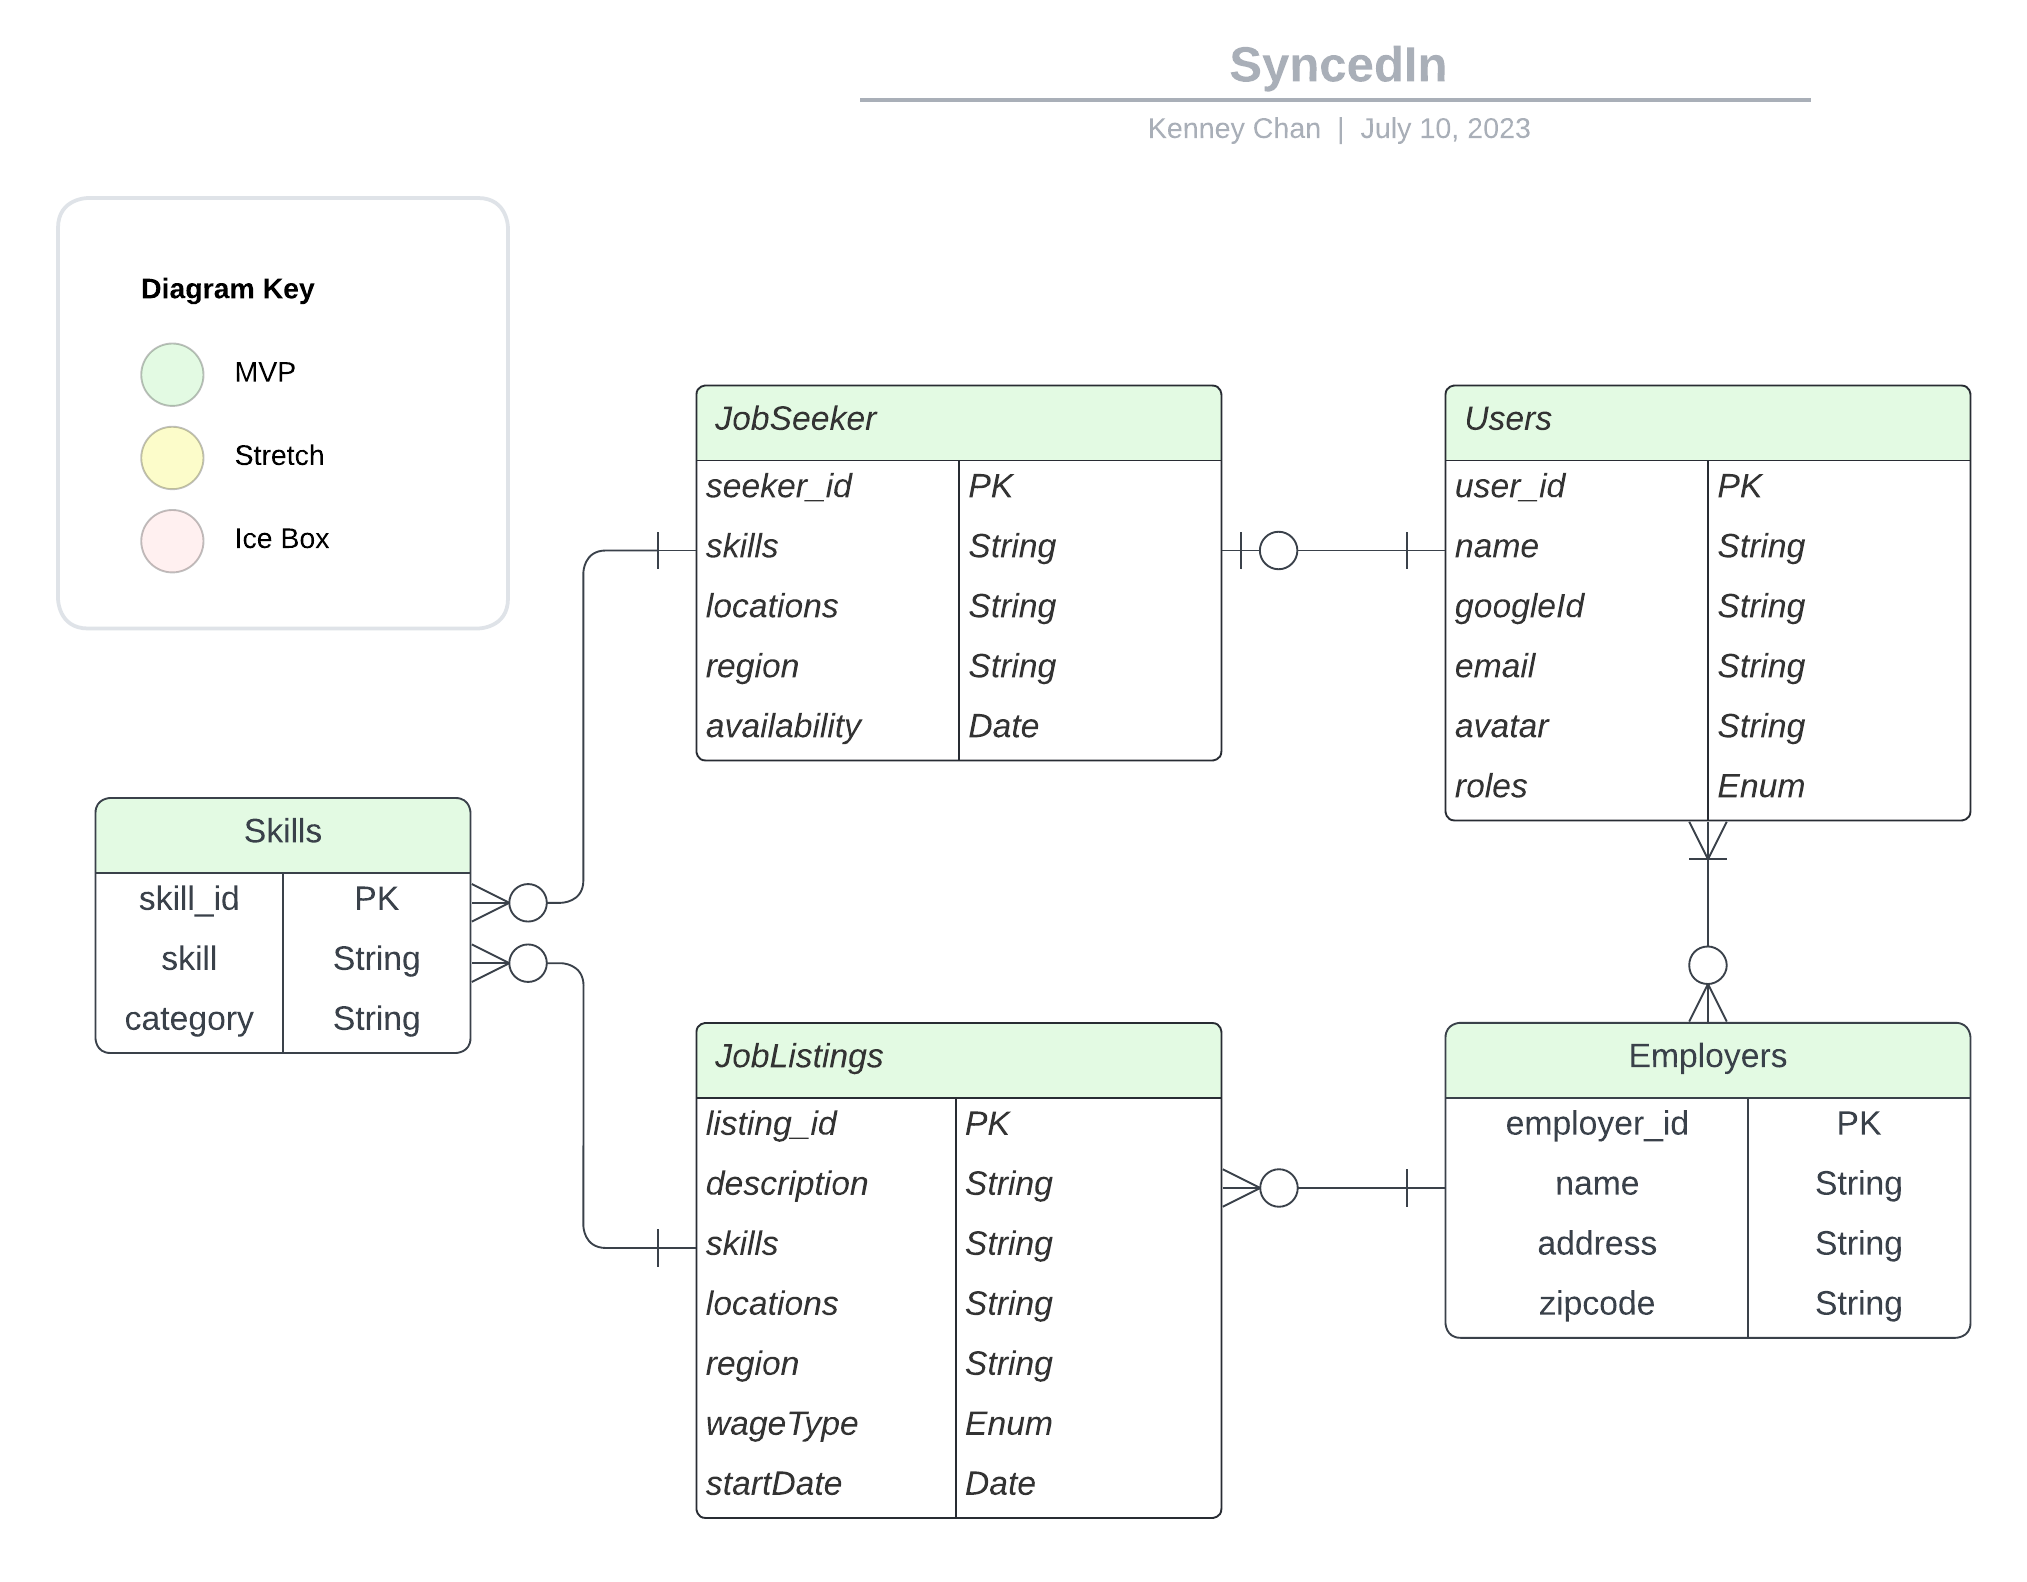 SyncedIn
Kenney Chan | July 10, 2023
Diagram Key
MVP
Stretch
Ice Box
JobSeeker
seeker_id PK
skills String
locations String
region String
availability Date
Users
user_id PK
name String
googleId String
email String
avatar String
roles Enum
Skills
skill_id PK
skill String
category String
JobListings
listing_id PK
description String
skills String
locations String
region String
wageType Enum
startDate Date
Employers
employer_id PK
name String
address String
zipcode String